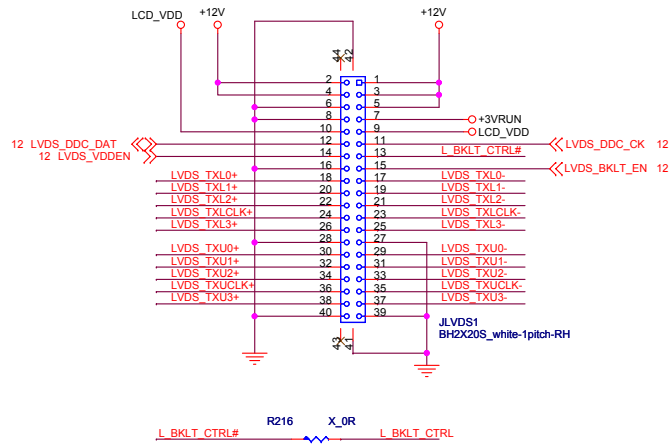 LCD_VDD +12V +12V
44 42
2 1
4 3
6 5
8 7 +3VRUN
10 9 LCD_VDD
12 LVDS_DDC_DAT 12 11 LVDS_DDC_CK 12
12 LVDS_VDDEN 14 13 L_BKLT_CTRL#
16 15 LVDS_BKLT_EN 12
LVDS_TXL0+ 18 17 LVDS_TXL0-
LVDS_TXL1+ 20 19 LVDS_TXL1-
LVDS_TXL2+ 22 21 LVDS_TXL2-
LVDS_TXLCLK+ 24 23 LVDS_TXLCLK-
LVDS_TXL3+ 26 25 LVDS_TXL3-
28 27
LVDS_TXU0+ 30 29 LVDS_TXU0-
LVDS_TXU1+ 32 31 LVDS_TXU1-
LVDS_TXU2+ 34 33 LVDS_TXU2-
LVDS_TXUCLK+ 36 35 LVDS_TXUCLK-
LVDS_TXU3+ 38 37 LVDS_TXU3-
40 39
43 41
JLVDS1
BH2X20S_white-1pitch-RH
R216 X_0R
L_BKLT_CTRL# L_BKLT_CTRL